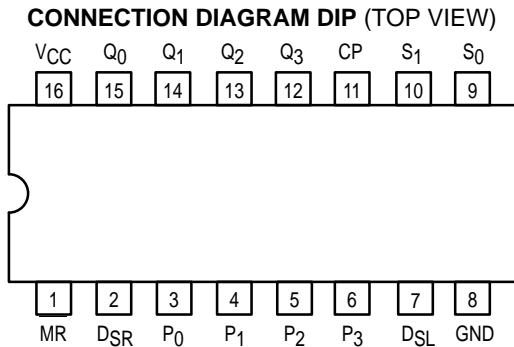 CONNECTION DIAGRAM DIP (TOP VIEW)
VCC Q0 Q1 Q2 Q3 CP S1 S0
16 15 14 13 12 11 10 9
1 2 3 4 5 6 7 8
MR DSR P0 P1 P2 P3 DSL GND